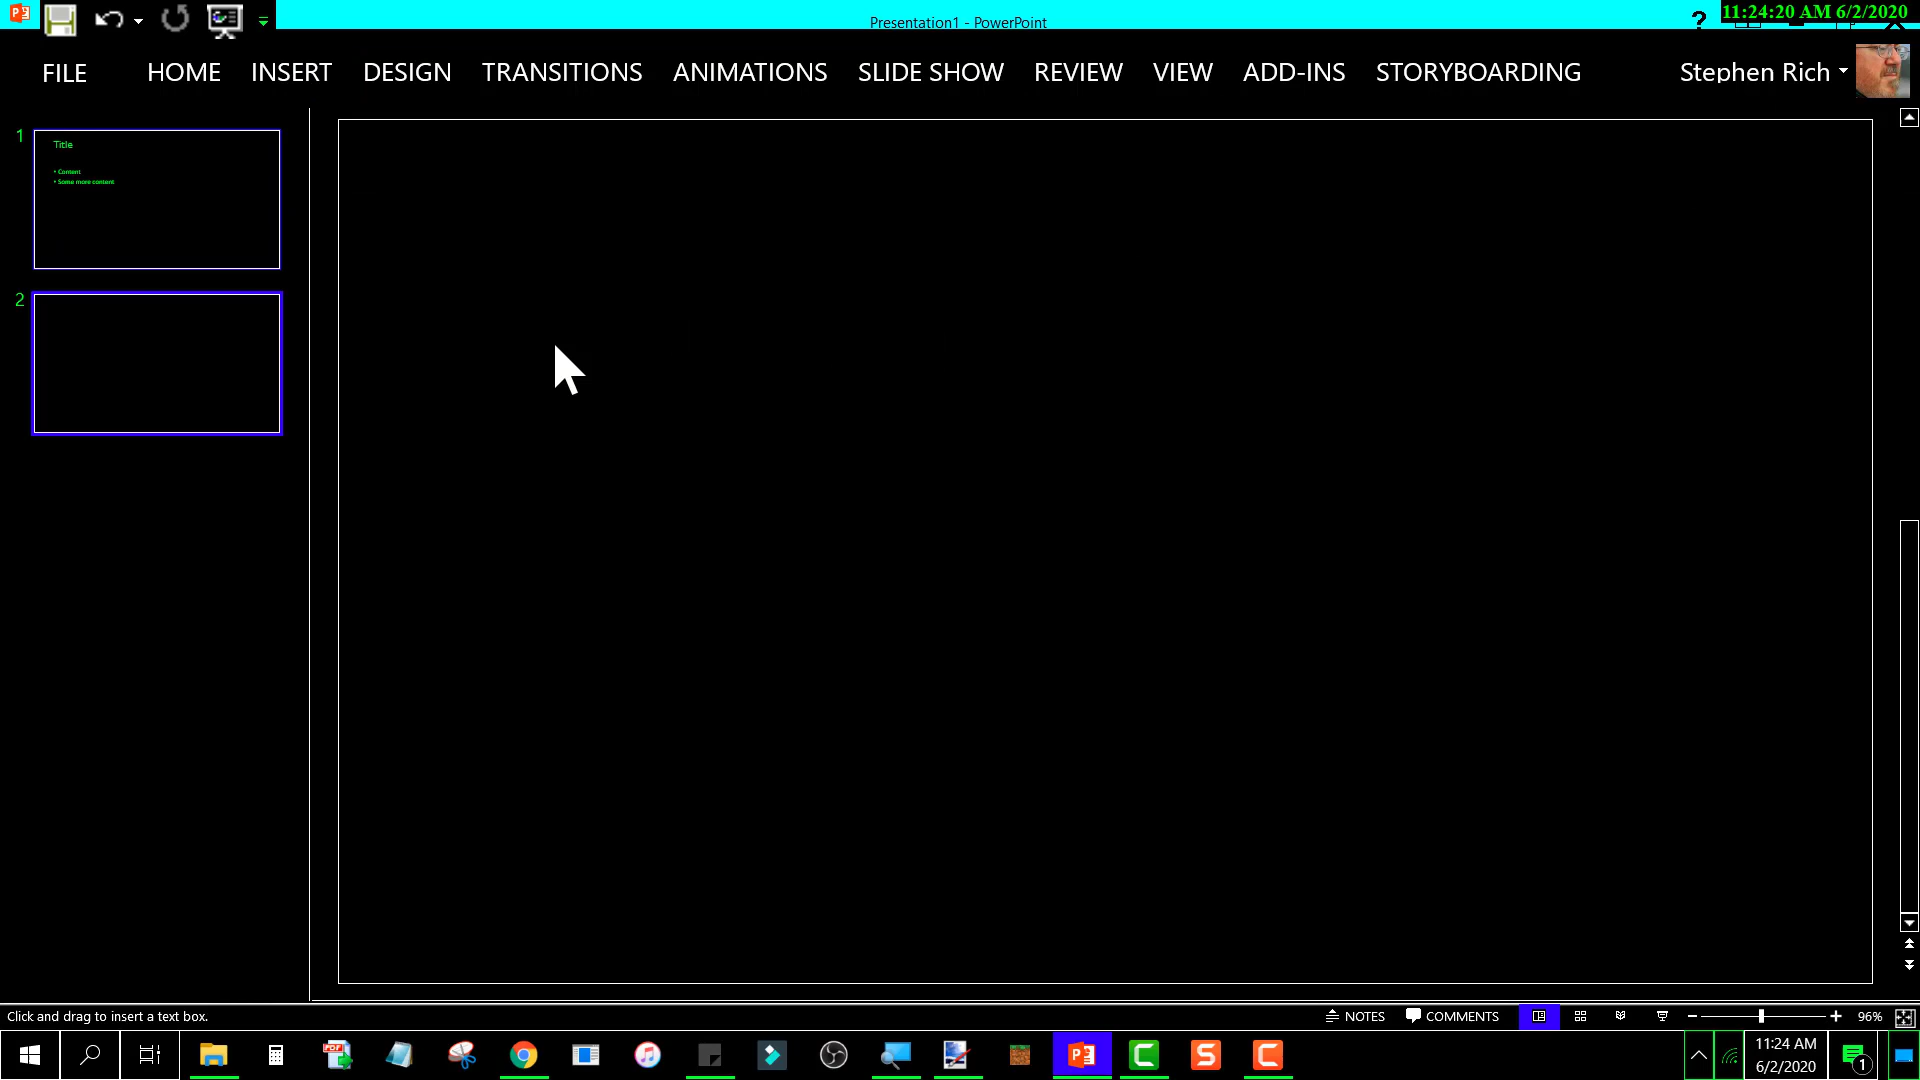 Presentation1 - PowerPoint
?
11:24:20 AM 6/2/2020
FILE
HOME
INSERT
DESIGN
TRANSITIONS
ANIMATIONS
SLIDE SHOW
REVIEW
VIEW
ADD-INS
STORYBOARDING
Stephen Rich
1
Title
• Content
• Some more content
2
Click and drag to insert a text box.
NOTES
COMMENTS
96%
11:24 AM
6/2/2020
1